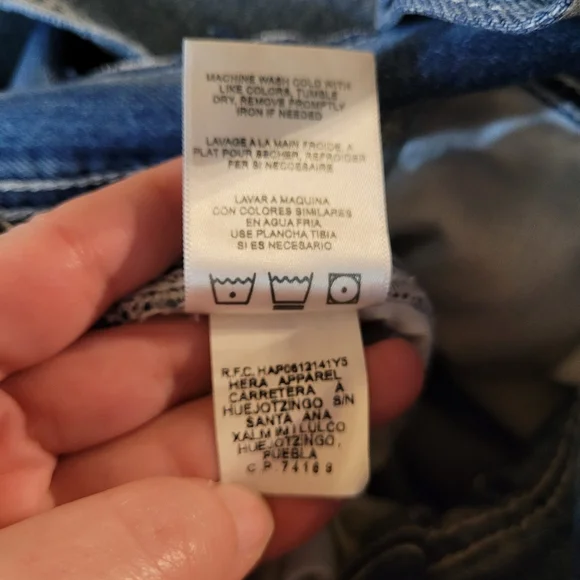 MACHINE WASH COLD WITH
LIKE COLORS, TUMBLE
DRY, REMOVE PROMPTLY
IRON IF NEEDED
LAVAGE A LA MAIN FROIDE, A
PLAT POUR SECHER, REFROIDER
FER SI NECESSAIRE
LAVAR A MAQUINA
CON COLORES SIMILARES
EN AGUA FRIA
USE PLANCHA TIBIA
SI ES NECESARIO
R.F.C. HAP0612141Y5
HERA APPAREL
CARRETERA A
HUEJOTZINGO S/N
SANTA ANA
XALMIMILULCO
HUEJOTZINGO,
PUEBLA
C.P. 74169